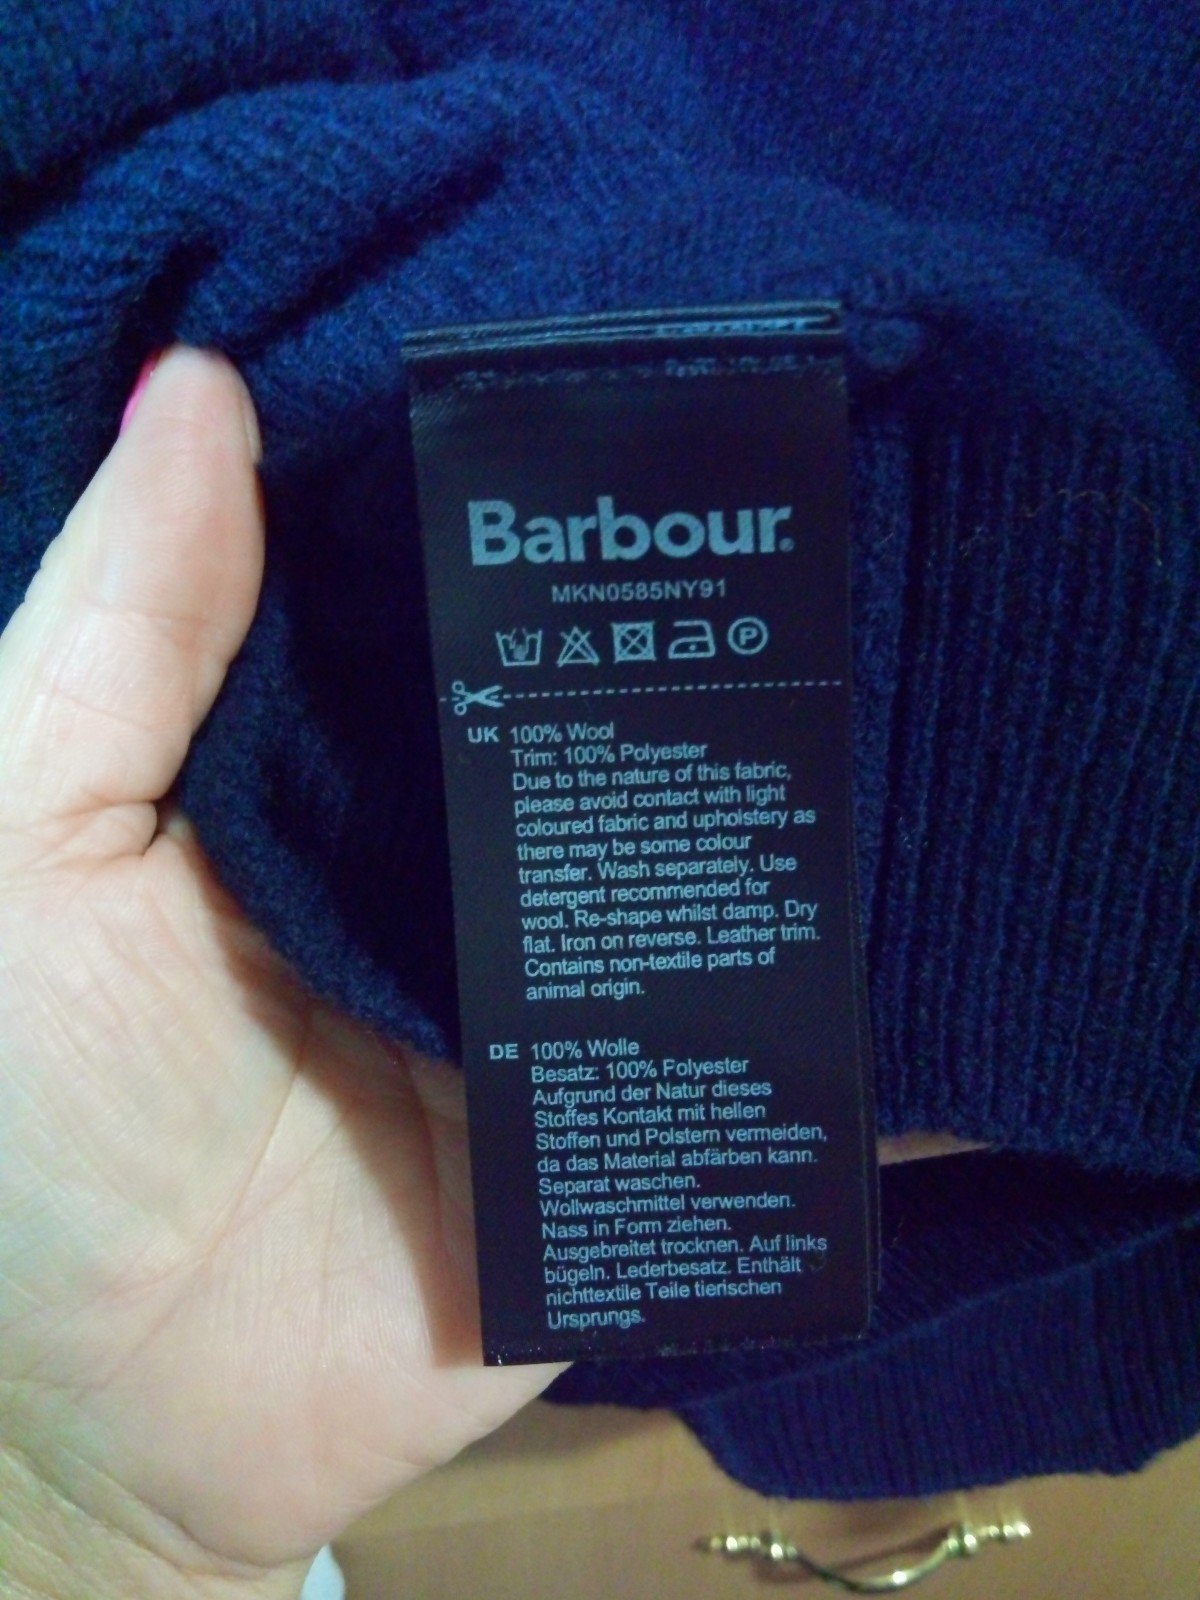 Barbour.
MKN0585NY91
P
UK 100% Wool
Trim: 100% Polyester
Due to the nature of this fabric,
please avoid contact with light
coloured fabric and upholstery as
there may be some colour
transfer. Wash separately. Use
detergent recommended for
wool. Re-shape whilst damp. Dry
flat. Iron on reverse. Leather trim.
Contains non-textile parts of
animal origin.
DE 100% Wolle
Besatz: 100% Polyester
Aufgrund der Natur dieses
Stoffes Kontakt mit hellen
Stoffen und Polstern vermeiden,
da das Material abfärben kann.
Separat waschen.
Wollwaschmittel verwenden.
Nass in Form ziehen.
Ausgebreitet trocknen. Auf links
bügeln. Lederbesatz. Enthält
nichttextile Teile tierischen
Ursprungs.